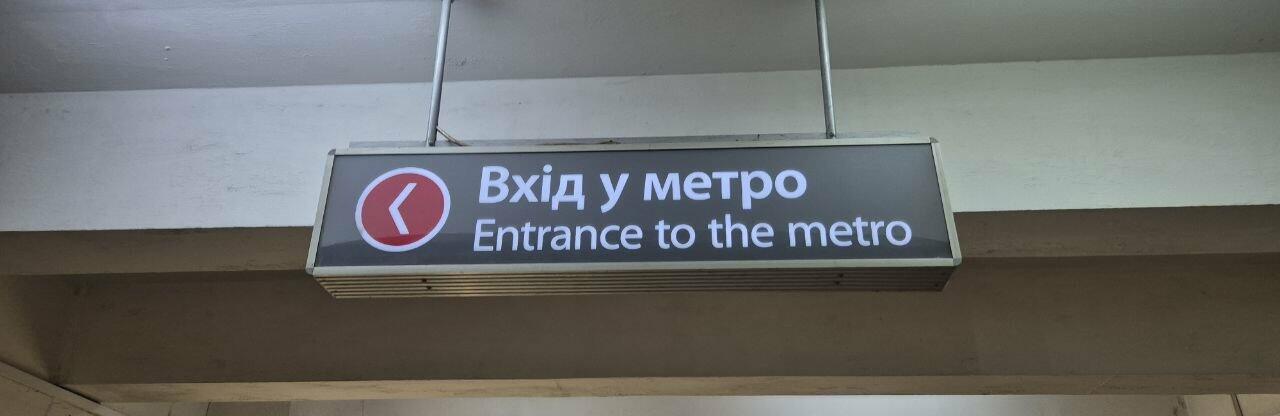 Вхід у метро
Entrance to the metro